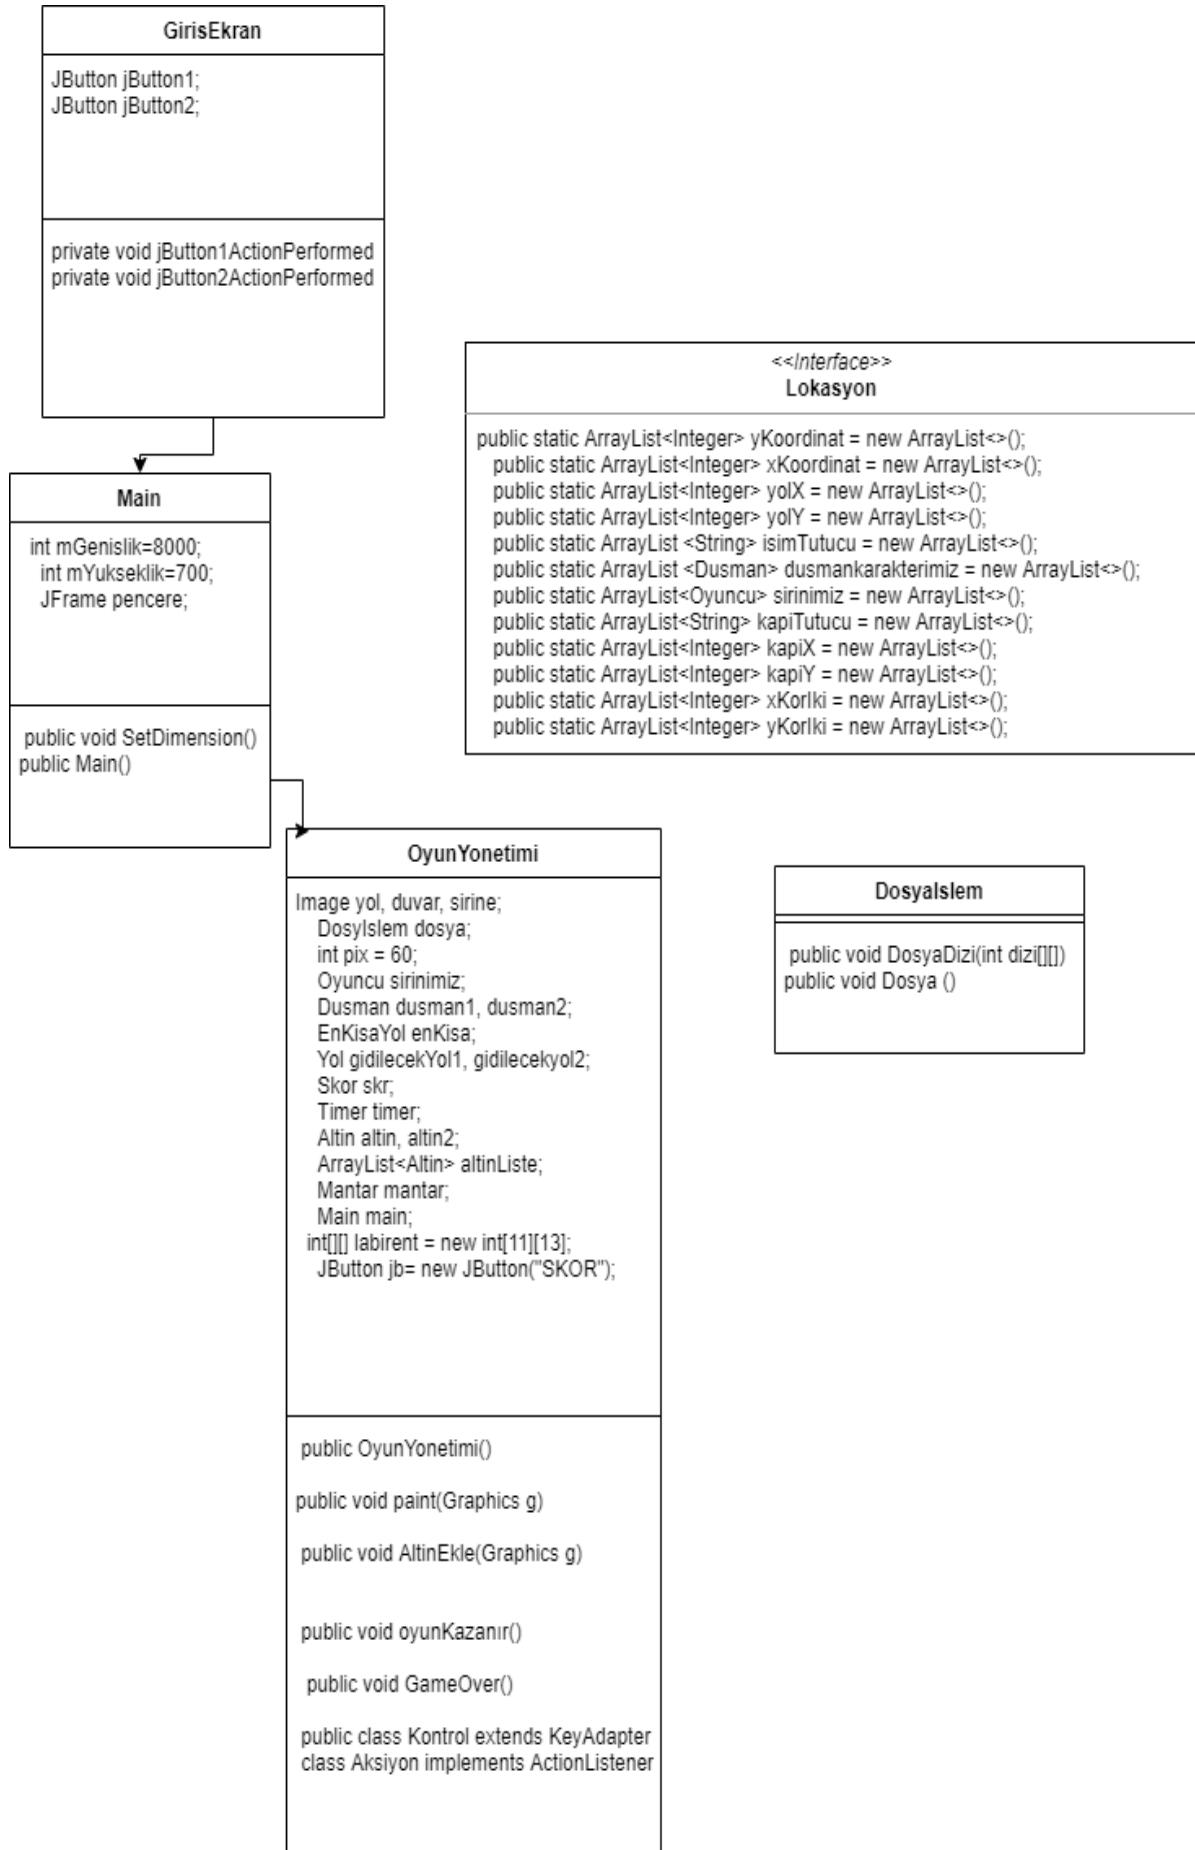 GirisEkran
JButton jButton1;
JButton jButton2;
private void jButton1ActionPerformed
private void jButton2ActionPerformed
<<Interface>>
Lokasyon
public static ArrayList<Integer> yKoordinat = new ArrayList<>();
public static ArrayList<Integer> xKoordinat = new ArrayList<>();
public static ArrayList<Integer> yolX = new ArrayList<>();
public static ArrayList<Integer> yolY = new ArrayList<>();
public static ArrayList <String> isimTutucu = new ArrayList<>();
public static ArrayList <Dusman> dusmankarakterimiz = new ArrayList<>();
public static ArrayList<Oyuncu> sirinimiz = new ArrayList<>();
public static ArrayList<String> kapiTutucu = new ArrayList<>();
public static ArrayList<Integer> kapiX = new ArrayList<>();
public static ArrayList<Integer> kapiY = new ArrayList<>();
public static ArrayList<Integer> xKorIki = new ArrayList<>();
public static ArrayList<Integer> yKorIki = new ArrayList<>();
Main
int mGenislik=8000;
int mYukseklik=700;
JFrame pencere;
public void SetDimension()
public Main()
OyunYonetimi
Image yol, duvar, sirine;
DosyIslem dosya;
int pix = 60;
Oyuncu sirinimiz;
Dusman dusman1, dusman2;
EnKisaYol enKisa;
Yol gidilecekYol1, gidilecekyol2;
Skor skr;
Timer timer;
Altin altin, altin2;
ArrayList<Altin> altinListe;
Mantar mantar;
Main main;
int[][] labirent = new int[11][13];
JButton jb= new JButton("SKOR");
public OyunYonetimi()
public void paint(Graphics g)
public void AltinEkle(Graphics g)
public void oyunKazanır()
public void GameOver()
public class Kontrol extends KeyAdapter
class Aksiyon implements ActionListener
DosyaIslem
public void DosyaDizi(int dizi[][])
public void Dosya ()